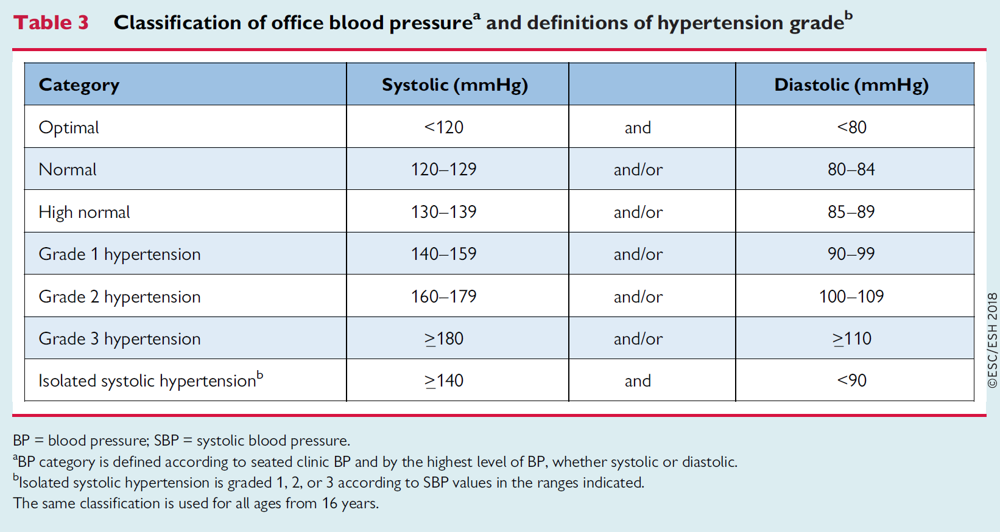 Table 3 Classification of office blood pressureᵃ and definitions of hypertension gradeᵇ
Category Systolic (mmHg) Diastolic (mmHg)
Optimal <120 and <80
Normal 120–129 and/or 80–84
High normal 130–139 and/or 85–89
Grade 1 hypertension 140–159 and/or 90–99
Grade 2 hypertension 160–179 and/or 100–109
Grade 3 hypertension ≥180 and/or ≥110
Isolated systolic hypertensionᵇ ≥140 and <90
©ESC/ESH 2018
BP = blood pressure; SBP = systolic blood pressure.
ᵃBP category is defined according to seated clinic BP and by the highest level of BP, whether systolic or diastolic.
ᵇIsolated systolic hypertension is graded 1, 2, or 3 according to SBP values in the ranges indicated.
The same classification is used for all ages from 16 years.